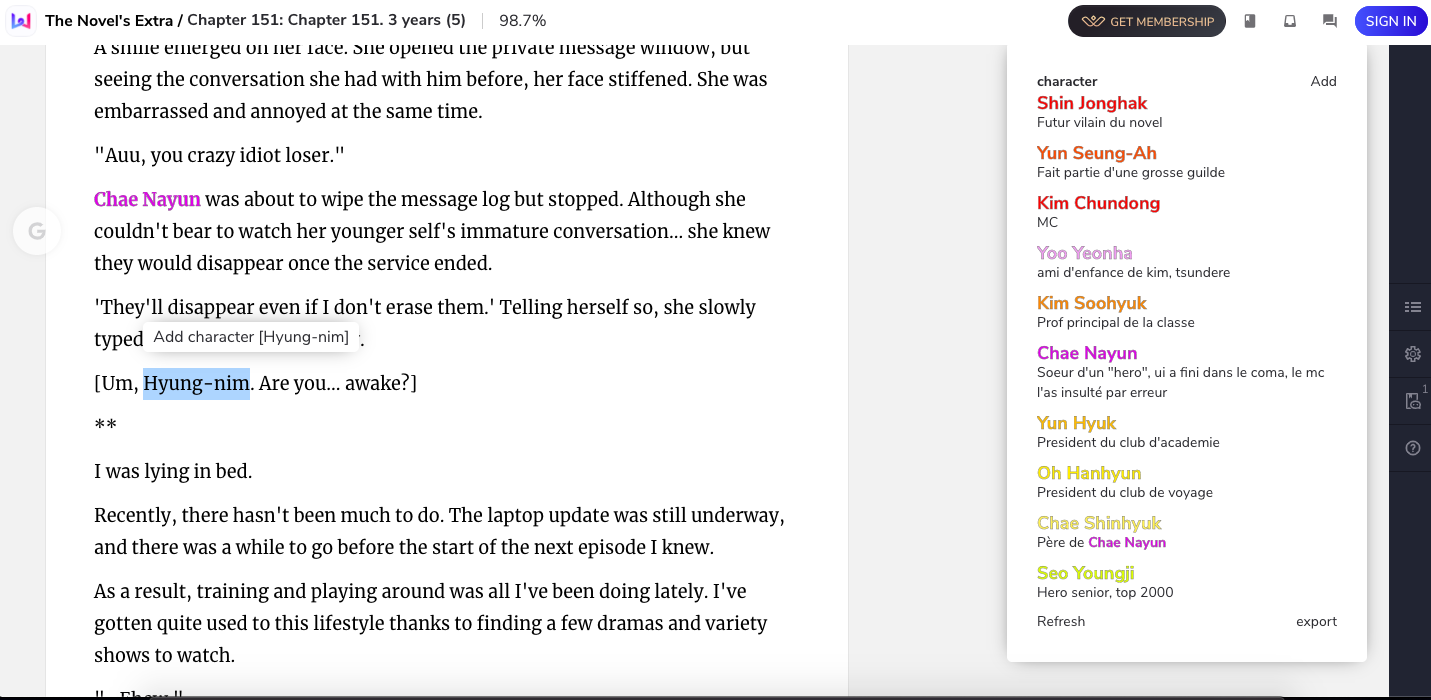 The Novel's Extra / Chapter 151: Chapter 151. 3 years (5) 98.7%
GET MEMBERSHIP
SIGN IN
A smile emerged on her face. She opened the private message window, but
seeing the conversation she had with him before, her face stiffened. She was
embarrassed and annoyed at the same time.
"Auu, you crazy idiot loser."
Chae Nayun was about to wipe the message log but stopped. Although she
couldn't bear to watch her younger self's immature conversation... she knew
they would disappear once the service ended.
'They'll disappear even if I don't erase them.' Telling herself so, she slowly
typed
Add character [Hyung-nim]
[Um, Hyung-nim. Are you... awake?]
**
I was lying in bed.
Recently, there hasn't been much to do. The laptop update was still underway,
and there was a while to go before the start of the next episode I knew.
As a result, training and playing around was all I've been doing lately. I've
gotten quite used to this lifestyle thanks to finding a few dramas and variety
shows to watch.
G
character Add
Shin Jonghak
Futur vilain du novel
Yun Seung-Ah
Fait partie d'une grosse guilde
Kim Chundong
MC
Yoo Yeonha
ami d'enfance de kim, tsundere
Kim Soohyuk
Prof principal de la classe
Chae Nayun
Soeur d'un "hero", ui a fini dans le coma, le mc
l'as insulté par erreur
Yun Hyuk
President du club d'academie
Oh Hanhyun
President du club de voyage
Chae Shinhyuk
Père de Chae Nayun
Seo Youngji
Hero senior, top 2000
Refresh export
1